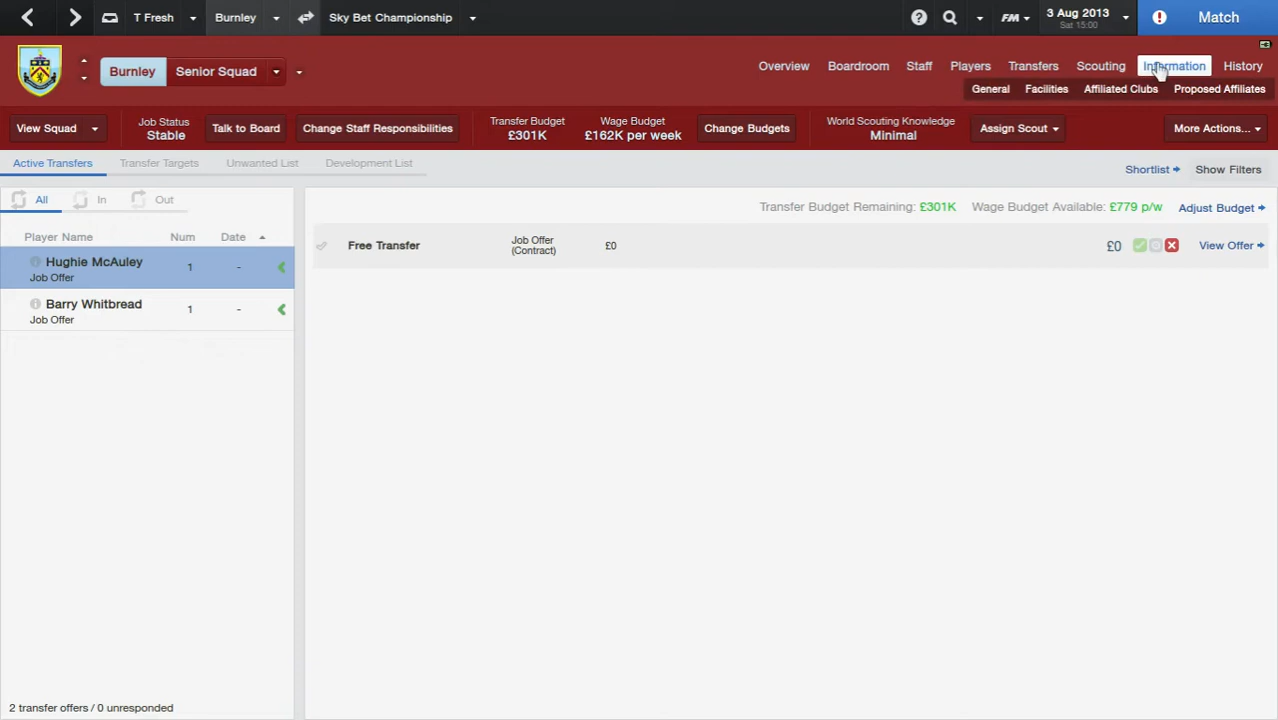 T Fresh
Burnley
Sky Bet Championship
FM
3 Aug 2013
Sat 15:00
Match
Burnley
Senior Squad
Overview
Boardroom
Staff
Players
Transfers
Scouting
Information
History
General
Facilities
Affiliated Clubs
Proposed Affiliates
View Squad
Job Status
Stable
Talk to Board
Change Staff Responsibilities
Transfer Budget
£301K
Wage Budget
£162K per week
Change Budgets
World Scouting Knowledge
Minimal
Assign Scout
More Actions...
Active Transfers
Transfer Targets
Unwanted List
Development List
Shortlist
Show Filters
All
In
Out
Transfer Budget Remaining: £301K
Wage Budget Available: £779 p/w
Adjust Budget
Player Name
Num
Date
Hughie McAuley
Job Offer
1
-
Barry Whitbread
Job Offer
1
-
Free Transfer
Job Offer
(Contract)
£0
£0
View Offer
2 transfer offers / 0 unresponded